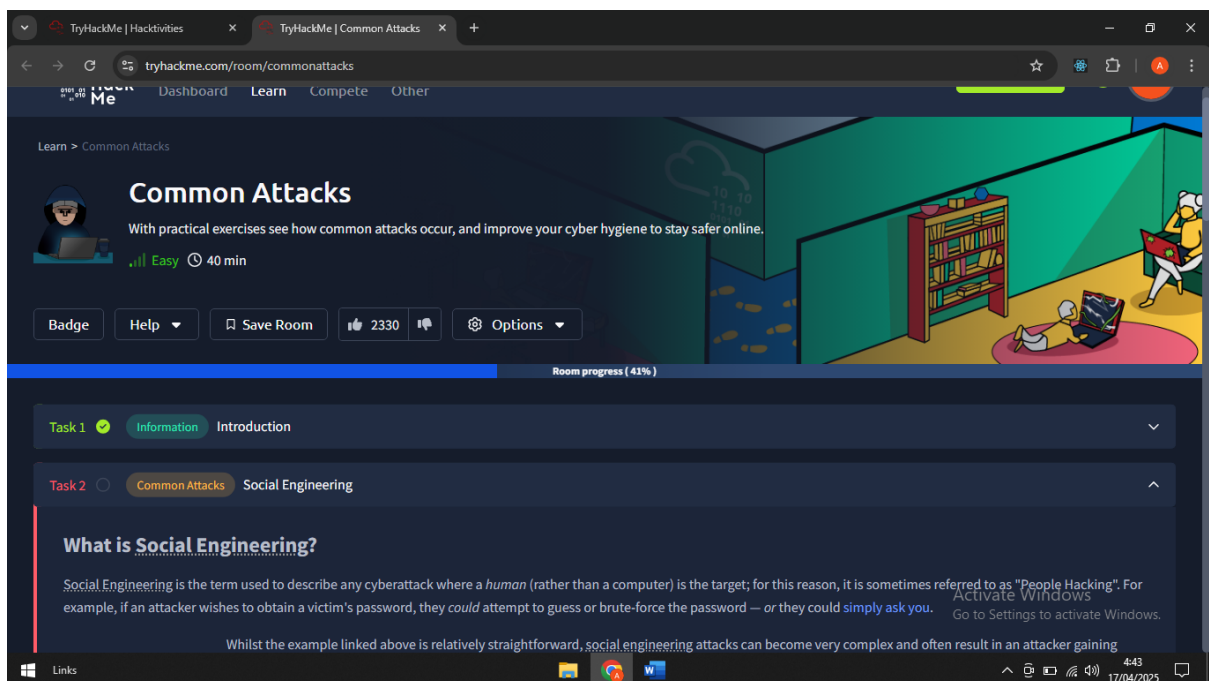 TryHackMe | Hacktivities
TryHackMe | Common Attacks
tryhackme.com/room/commonattacks
A
Hack
Me
Dashboard Learn Compete Other
Learn > Common Attacks
Common Attacks
With practical exercises see how common attacks occur, and improve your cyber hygiene to stay safer online.
Easy 40 min
Badge Help Save Room 2330 Options
Room progress ( 41% )
Task 1 Information Introduction
Task 2 Common Attacks Social Engineering
What is Social Engineering?
Social Engineering is the term used to describe any cyberattack where a human (rather than a computer) is the target; for this reason, it is sometimes referred to as "People Hacking". For
example, if an attacker wishes to obtain a victim's password, they could attempt to guess or brute-force the password — or they could simply ask you.
Activate Windows
Go to Settings to activate Windows.
Whilst the example linked above is relatively straightforward, social engineering attacks can become very complex and often result in an attacker gaining
Links
4:43
17/04/2025